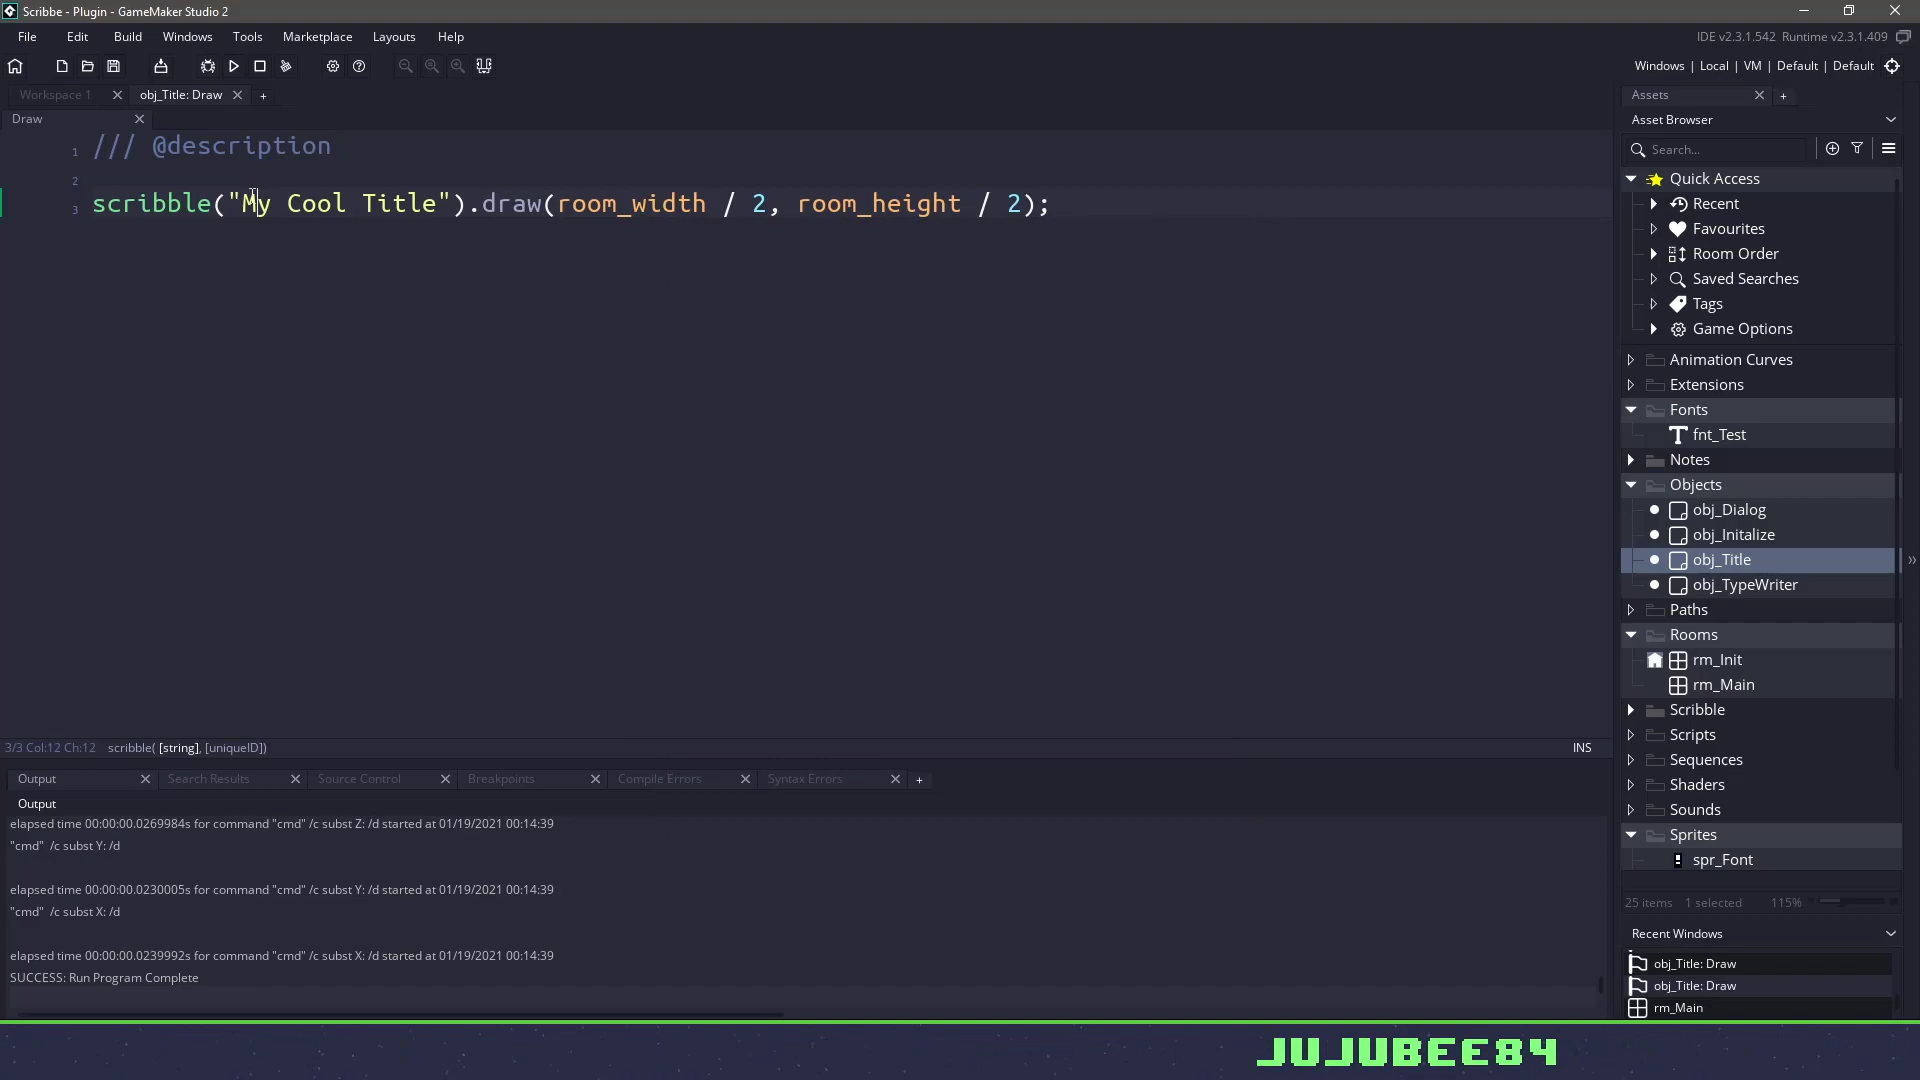 Scribbe - Plugin - GameMaker Studio 2
File Edit Build Windows Tools Marketplace Layouts Help
IDE v2.3.1.542 Runtime v2.3.1.409
Windows | Local | VM | Default | Default
Workspace 1
obj_Title: Draw
Draw
1 /// @description
2
3 scribble("My Cool Title").draw(room_width / 2, room_height / 2);
3/3 Col:12 Ch:12 scribble( [string], [uniqueID])
INS
Output
Search Results
Source Control
Breakpoints
Compile Errors
Syntax Errors
Output
elapsed time 00:00:00.0269984s for command "cmd" /c subst Z: /d started at 01/19/2021 00:14:39
"cmd" /c subst Y: /d
elapsed time 00:00:00.0230005s for command "cmd" /c subst Y: /d started at 01/19/2021 00:14:39
"cmd" /c subst X: /d
elapsed time 00:00:00.0239992s for command "cmd" /c subst X: /d started at 01/19/2021 00:14:39
SUCCESS: Run Program Complete
Assets
Asset Browser
Search...
Quick Access
Recent
Favourites
Room Order
Saved Searches
Tags
Game Options
Animation Curves
Extensions
Fonts
fnt_Test
Notes
Objects
obj_Dialog
obj_Initalize
obj_Title
obj_TypeWriter
Paths
Rooms
rm_Init
rm_Main
Scribble
Scripts
Sequences
Shaders
Sounds
Sprites
spr_Font
25 items 1 selected 115%
Recent Windows
obj_Title: Draw
obj_Title: Draw
rm_Main
JUJUBEE84